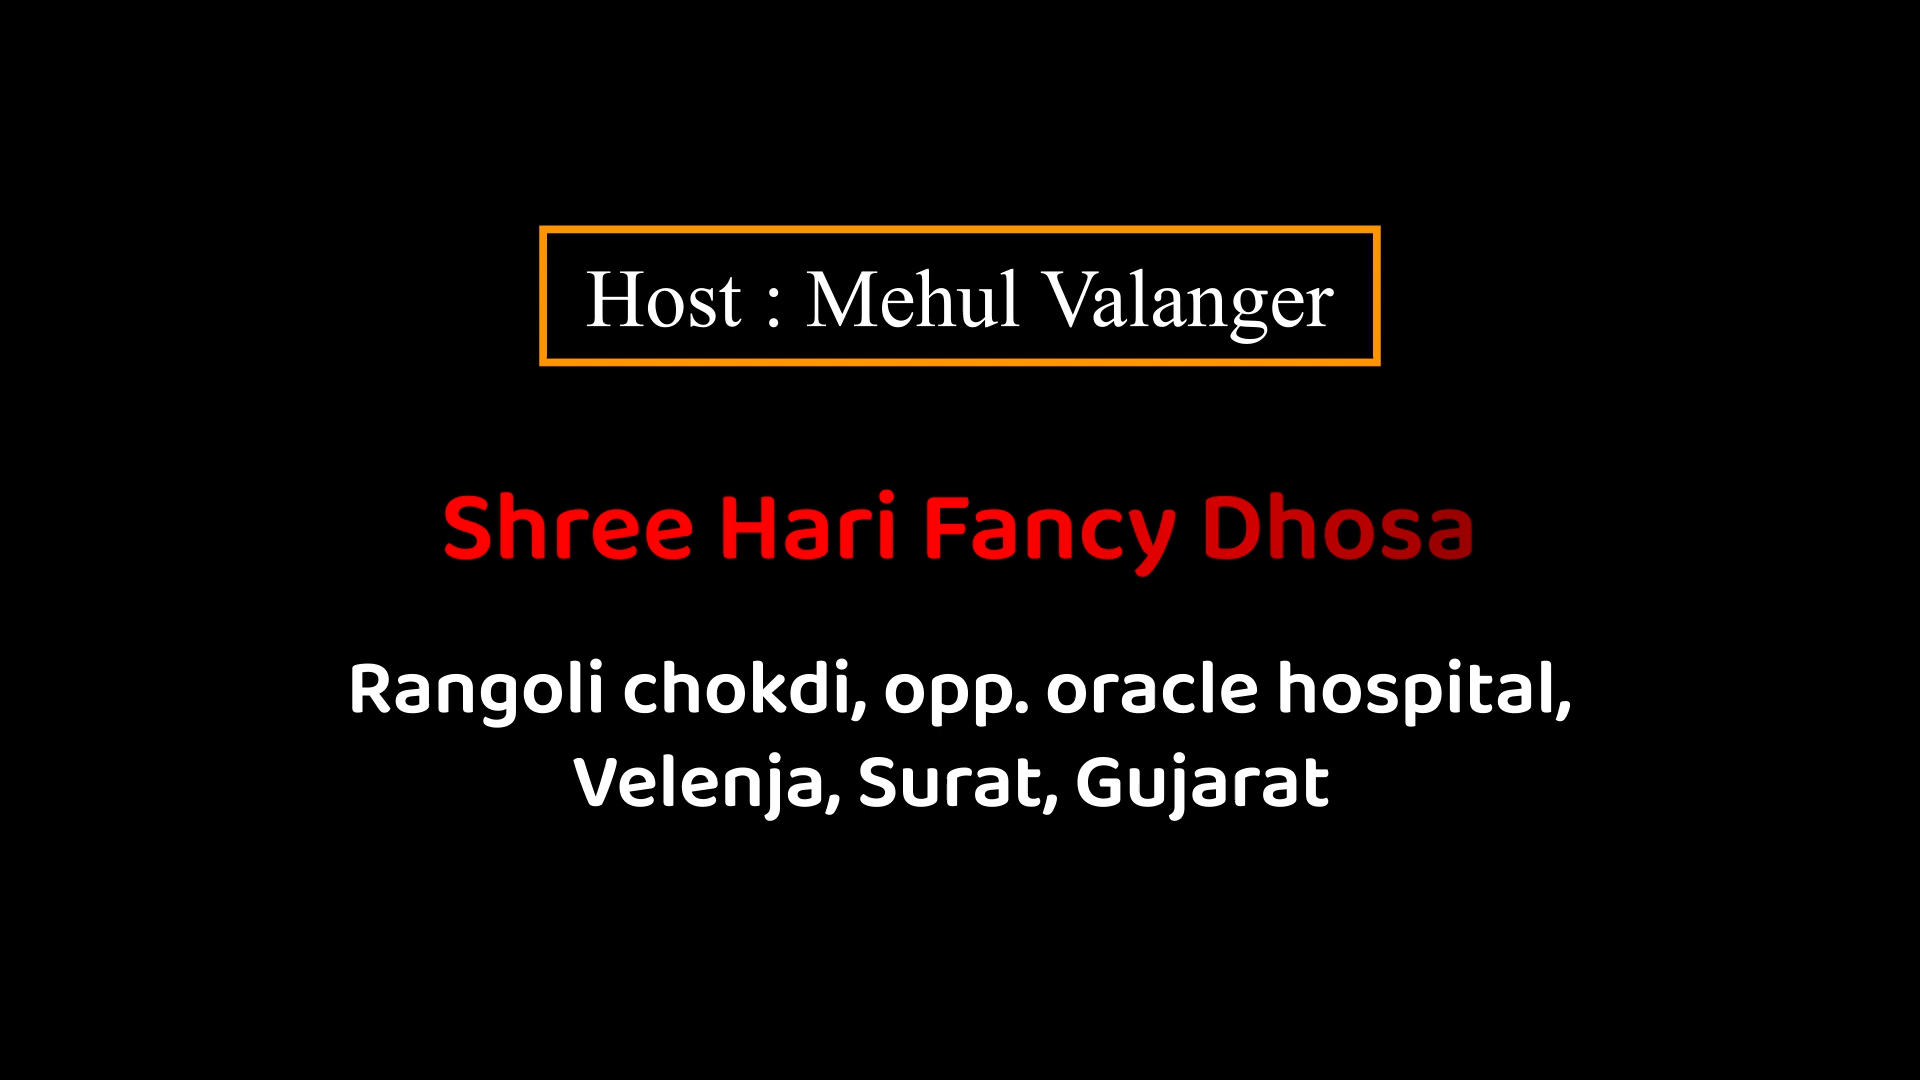 Host : Mehul Valanger
Shree Hari Fancy Dhosa
Rangoli chokdi, opp. oracle hospital,
Velenja, Surat, Gujarat